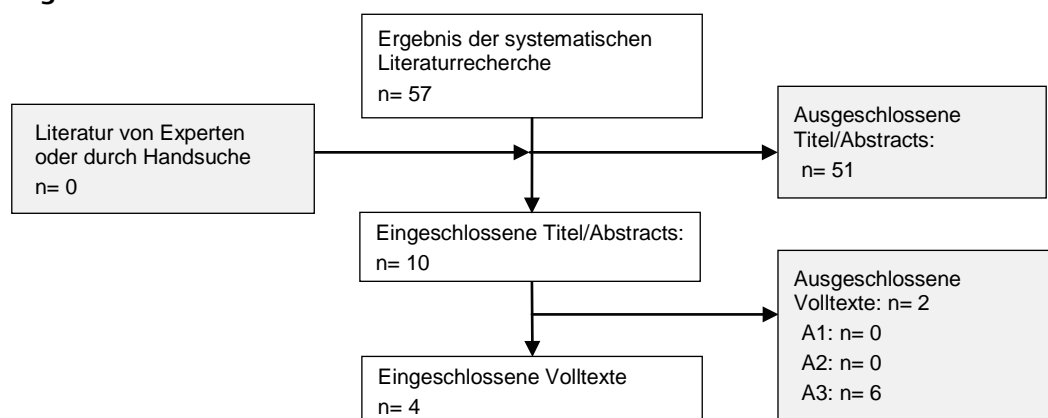 Ergebnis der systematischen
Literaturrecherche
n= 57
Literatur von Experten
oder durch Handsuche
n= 0
Ausgeschlossene
Titel/Abstracts:
n= 51
Eingeschlossene Titel/Abstracts:
n= 10
Ausgeschlossene
Volltexte: n= 2
A1: n= 0
A2: n= 0
A3: n= 6
Eingeschlossene Volltexte
n= 4